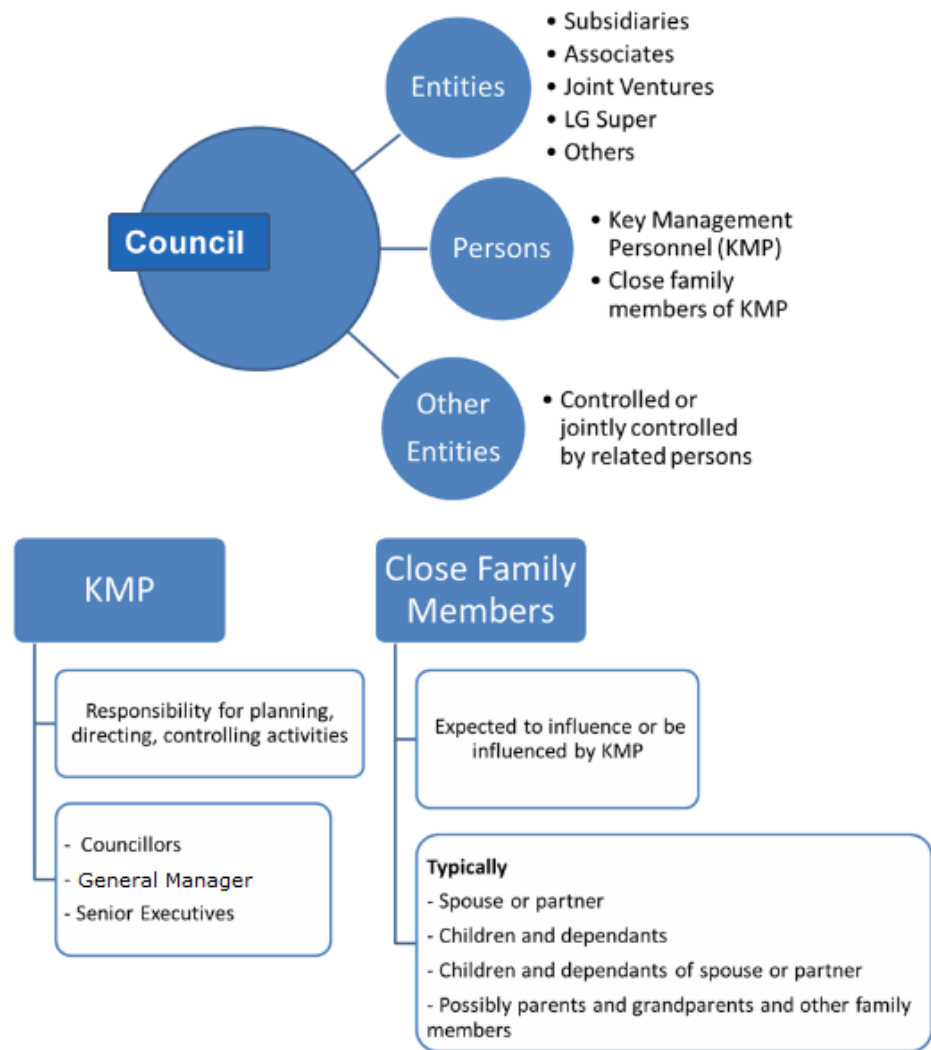 Council
Entities
• Subsidiaries
• Associates
• Joint Ventures
• LG Super
• Others
Persons
• Key Management
Personnel (KMP)
• Close family
members of KMP
Other
Entities
• Controlled or
jointly controlled
by related persons
KMP
Responsibility for planning,
directing, controlling activities
- Councillors
- General Manager
- Senior Executives
Close Family
Members
Expected to influence or be
influenced by KMP
Typically
- Spouse or partner
- Children and dependants
- Children and dependants of spouse or partner
- Possibly parents and grandparents and other family
members